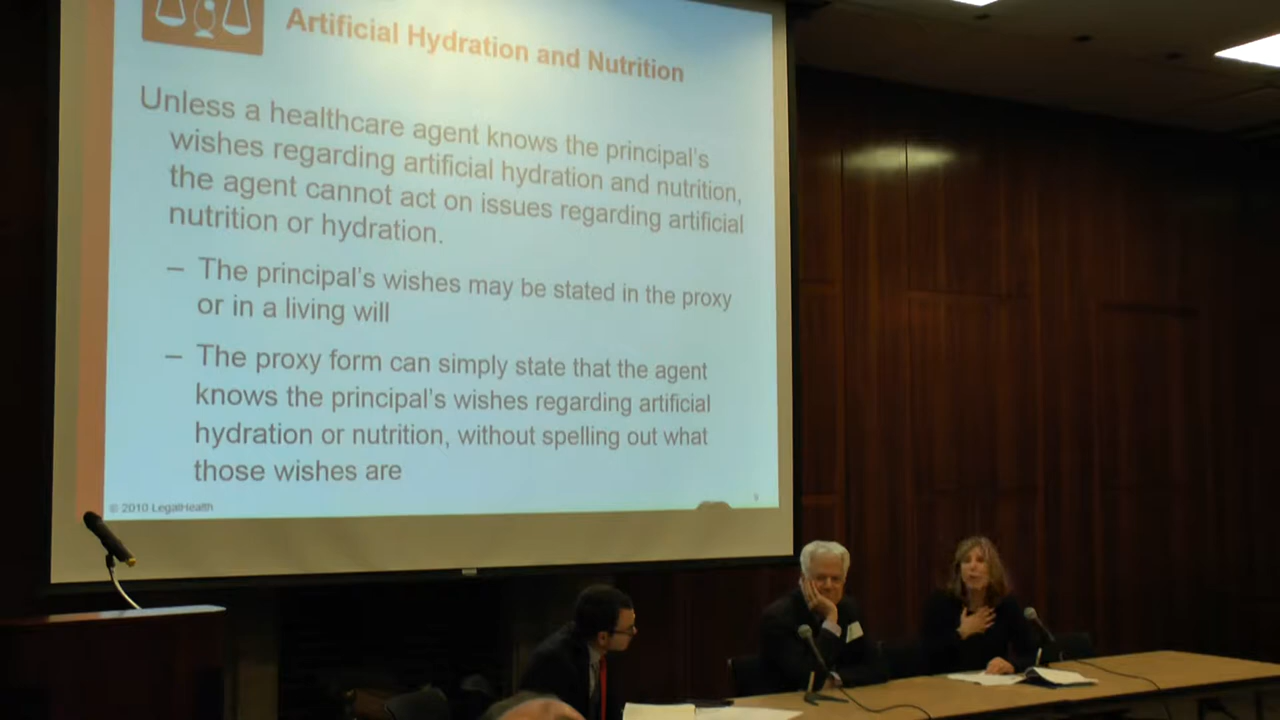 Artificial Hydration and Nutrition
Unless a healthcare agent knows the principal's
wishes regarding artificial hydration and nutrition,
the agent cannot act on issues regarding artificial
nutrition or hydration.
– The principal's wishes may be stated in the proxy
or in a living will
– The proxy form can simply state that the agent
knows the principal's wishes regarding artificial
hydration or nutrition, without spelling out what
those wishes are
© 2010 LegalHealth